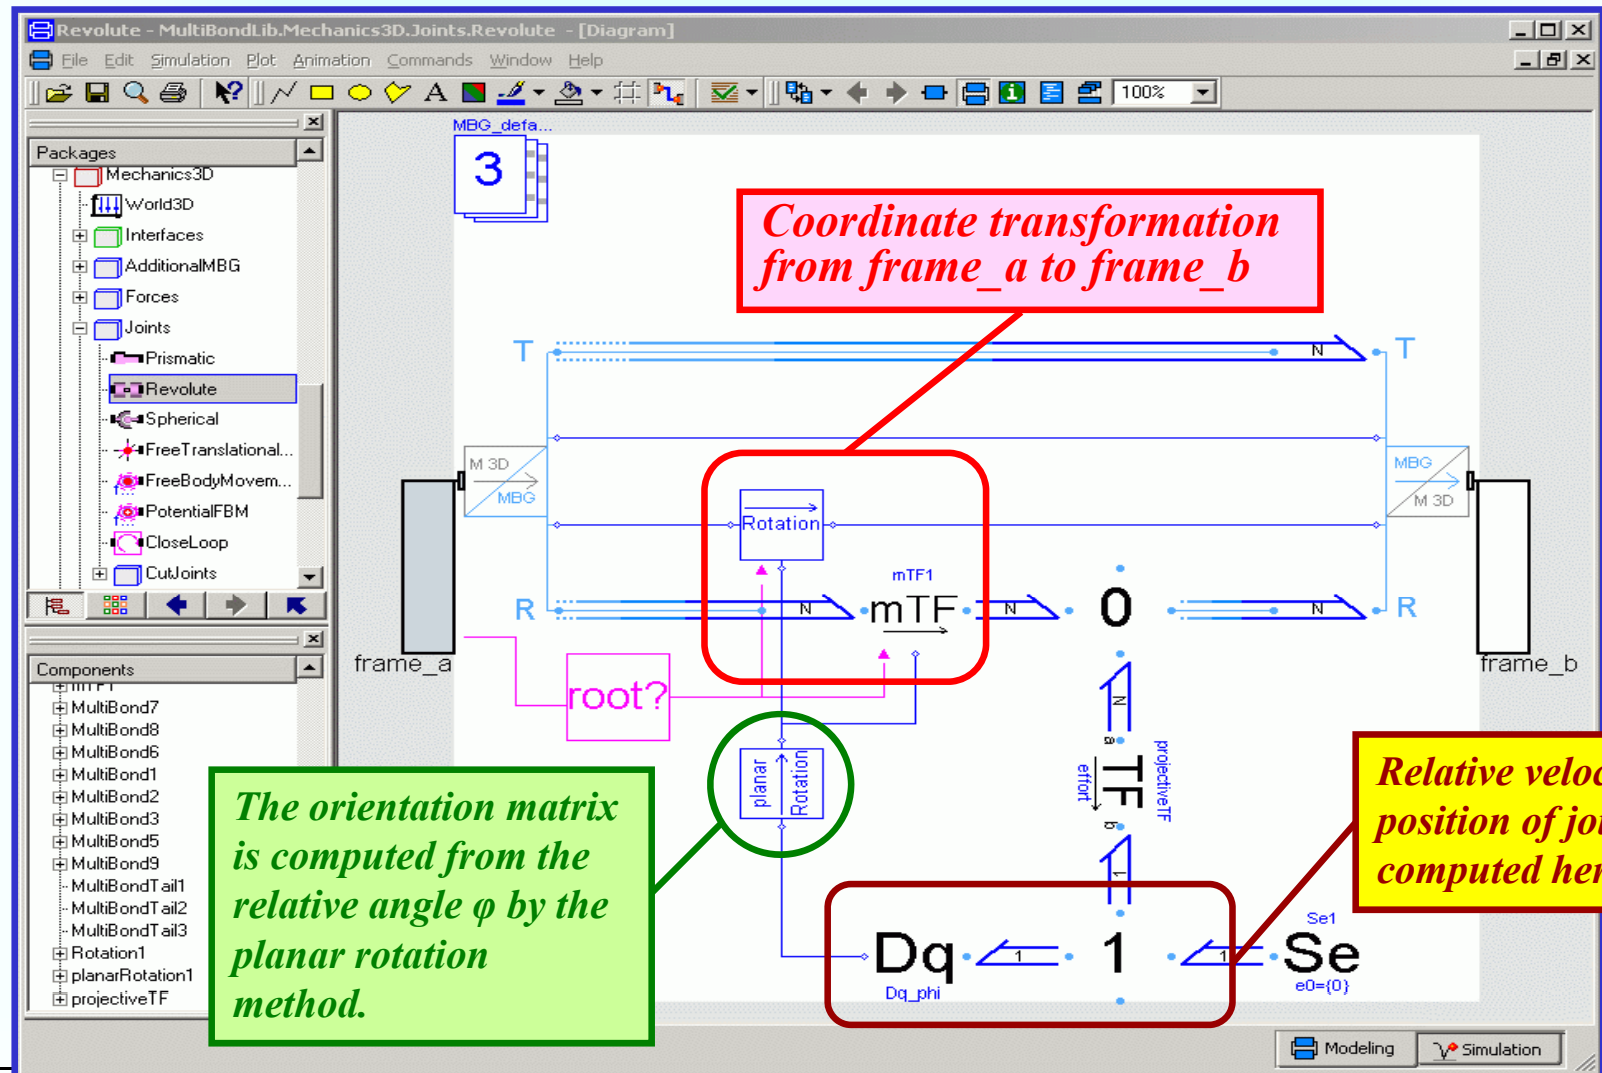 Revolute - MultiBondLib.Mechanics3D.Joints.Revolute - [Diagram]
File Edit Simulation Plot Animation Commands Window Help
A
100%
Packages
Mechanics3D
World3D
Interfaces
AdditionalMBG
Forces
Joints
Prismatic
Revolute
Spherical
FreeTranslational...
FreeBodyMovem...
PotentialFBM
CloseLoop
CutJoints
Components
mTF1
MultiBond7
MultiBond8
MultiBond6
MultiBond1
MultiBond2
MultiBond3
MultiBond5
MultiBond9
MultiBondTail1
MultiBondTail2
MultiBondTail3
Rotation1
planarRotation1
projectiveTF
MBG_defa...
3
Coordinate transformation
from frame_a to frame_b
T
N
T
M 3D
MBG
MBG
M 3D
Rotation
mTF1
R
N
mTF
N
0
N
R
frame_a
frame_b
root?
N
a
projectiveTF
TF
effort
b
1
planar
Rotation
The orientation matrix
is computed from the
relative angle φ by the
planar rotation
method.
Relative veloc
position of joi
computed her
Dq
1
1
1
Se1
Se
Dq_phi
e0={0}
Modeling
Simulation